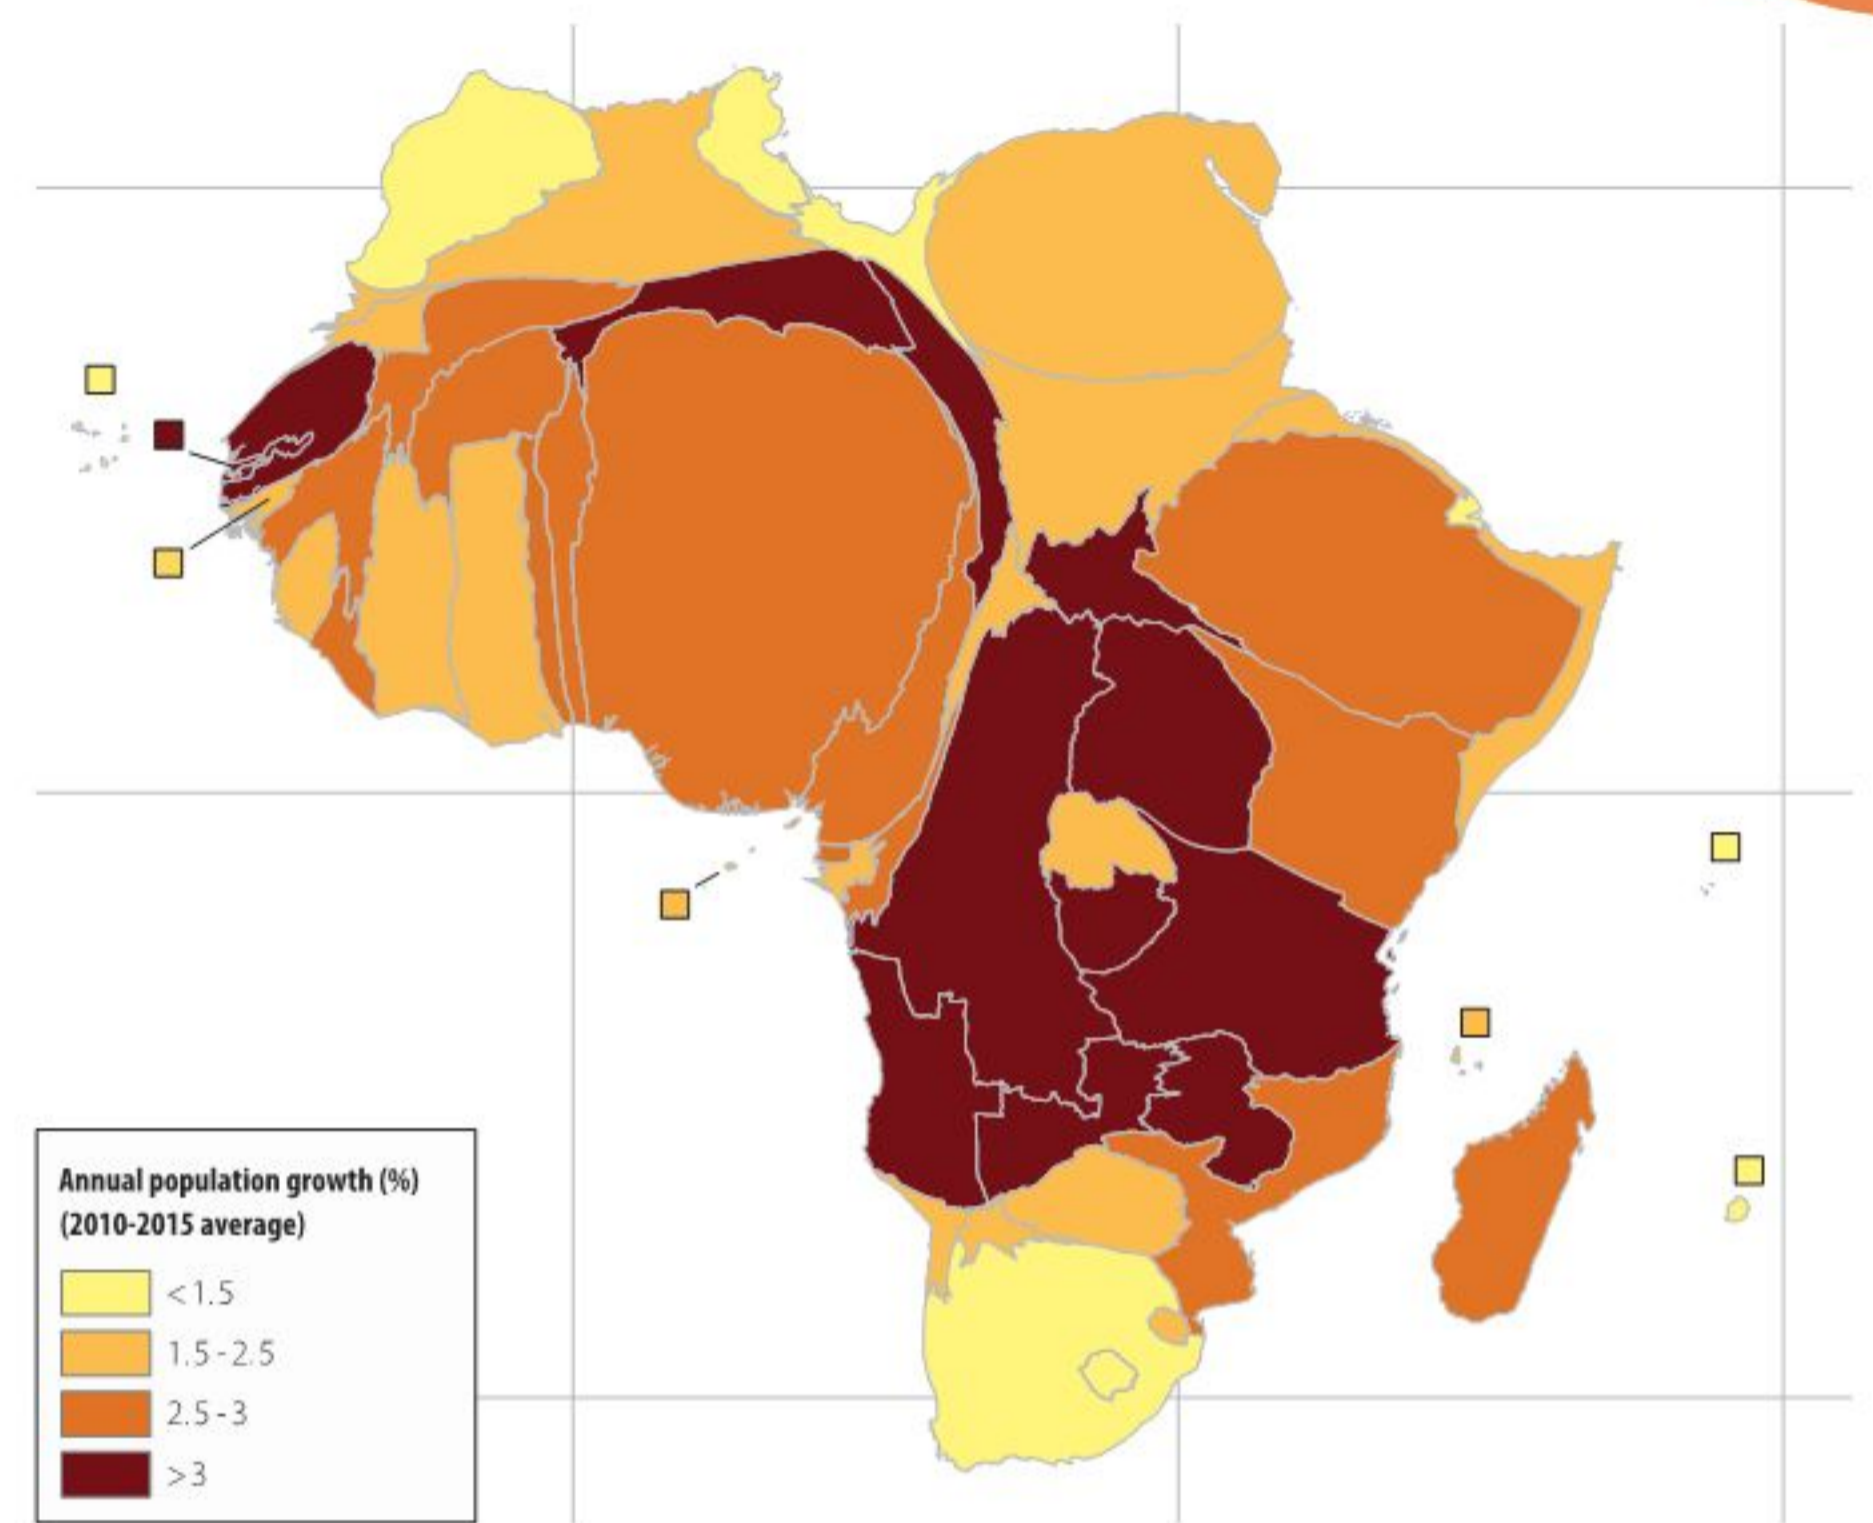 Annual population growth (%)
(2010-2015 average)
<1.5
1.5 - 2.5
2.5 - 3
>3